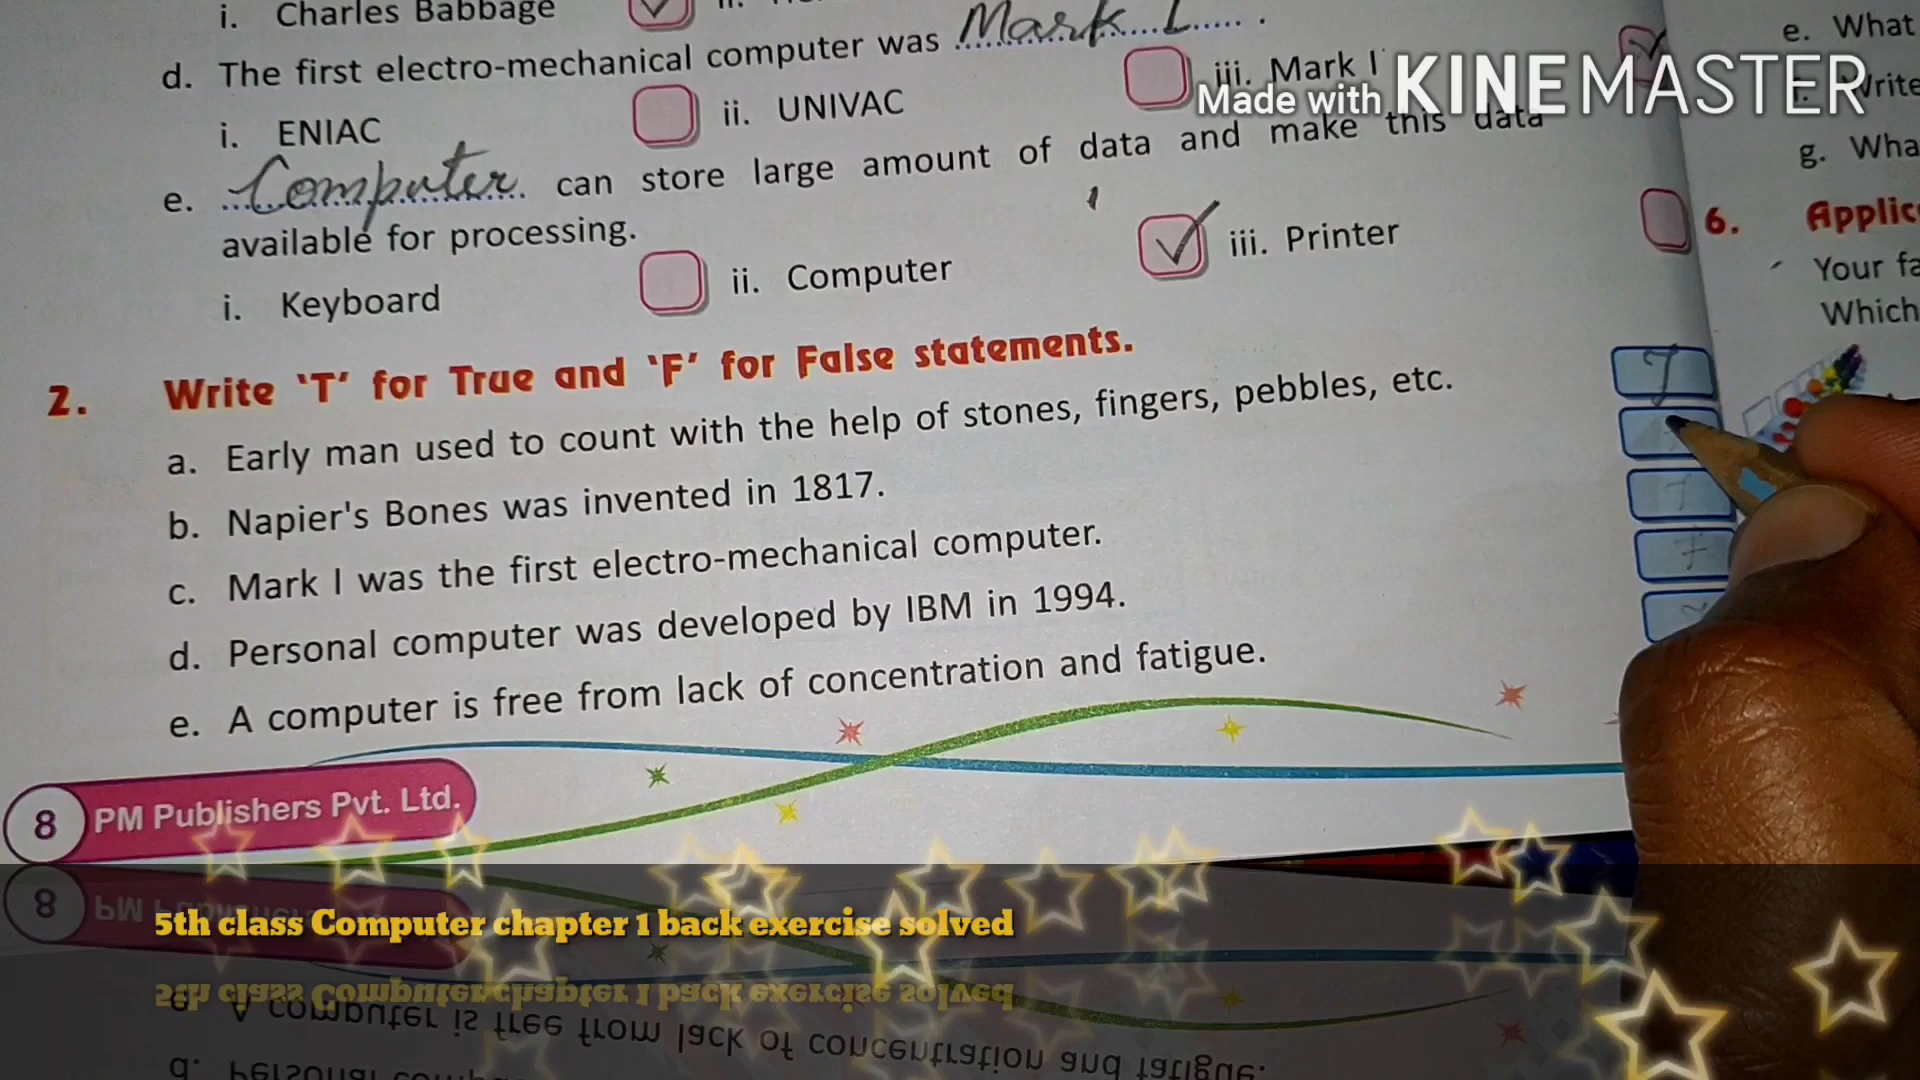 i. Charles Babbage
d. The first electro-mechanical computer was Mark I .
i. ENIAC ii. UNIVAC iii. Mark I
e. Computer can store large amount of data and make this data
available for processing.
i. Keyboard ii. Computer iii. Printer
2. Write 'T' for True and 'F' for False statements.
a. Early man used to count with the help of stones, fingers, pebbles, etc. T
b. Napier's Bones was invented in 1817.
c. Mark I was the first electro-mechanical computer. T
d. Personal computer was developed by IBM in 1994. F
e. A computer is free from lack of concentration and fatigue.
8 PM Publishers Pvt. Ltd.
e. What
Write
g. Wha
6. Applic
Your fa
Which
Made with KINEMASTER
5th class Computer chapter 1 back exercise solved